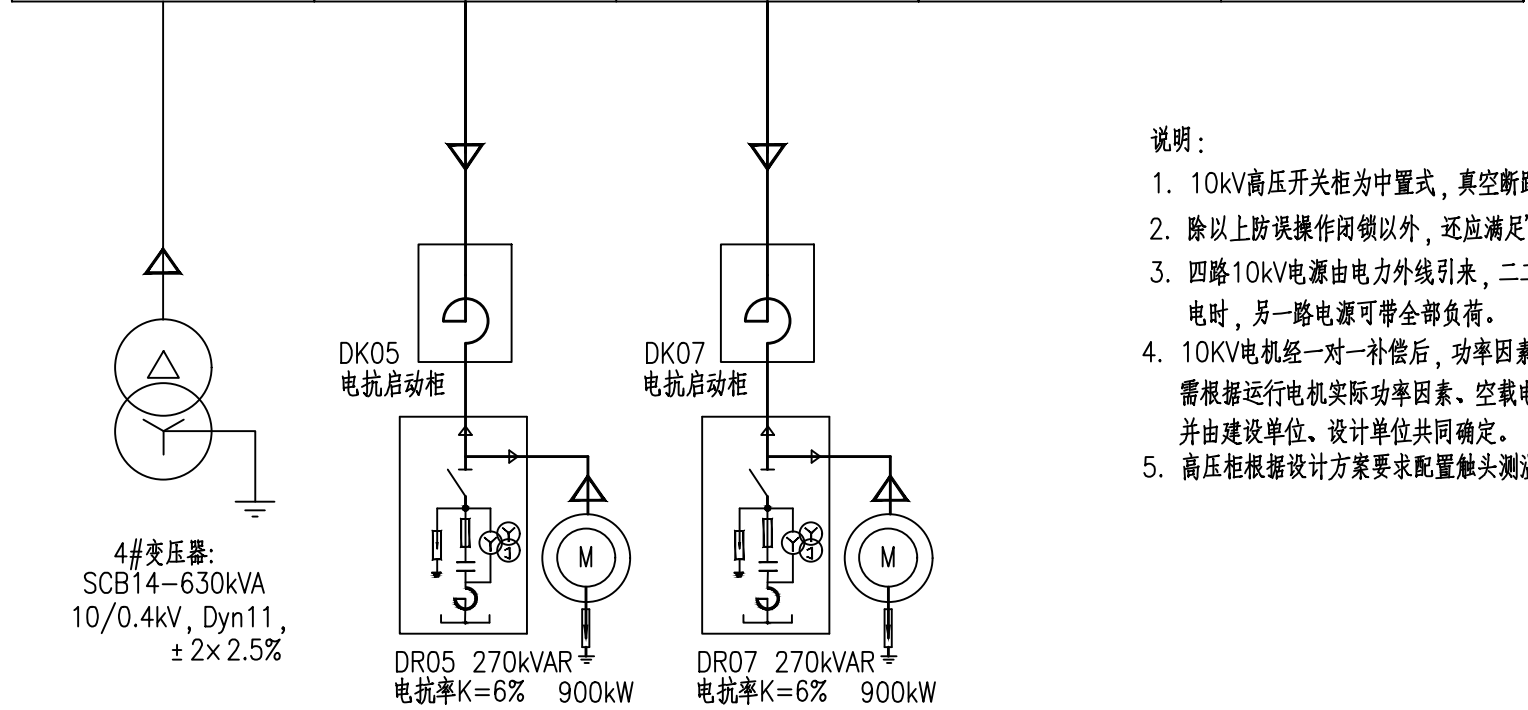 4#变压器:
SCB14-630kVA
10/0.4kV, Dyn11,
±2×2.5%
DK05
电抗启动柜
M
DR05 270kVAR
电抗率K=6% 900kW
DK07
电抗启动柜
M
DR07 270kVAR
电抗率K=6% 900kW
说明:
1. 10kV高压开关柜为中置式,真空断
2. 除以上防误操作闭锁以外,还应满足"
3. 四路10kV电源由电力外线引来,二
电时,另一路电源可带全部负荷。
4. 10KV电机经一对一补偿后,功率因素
需根据运行电机实际功率因素、空载电
并由建设单位、设计单位共同确定。
5. 高压柜根据设计方案要求配置触头测